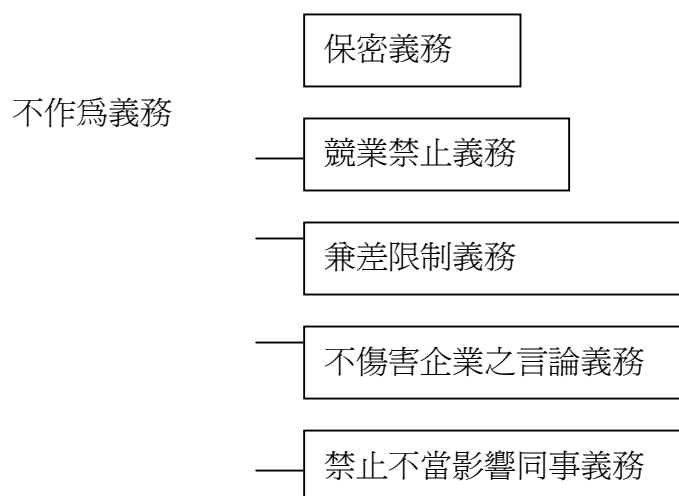 保密義務
不作為義務
競業禁止義務
兼差限制義務
不傷害企業之言論義務
禁止不當影響同事義務